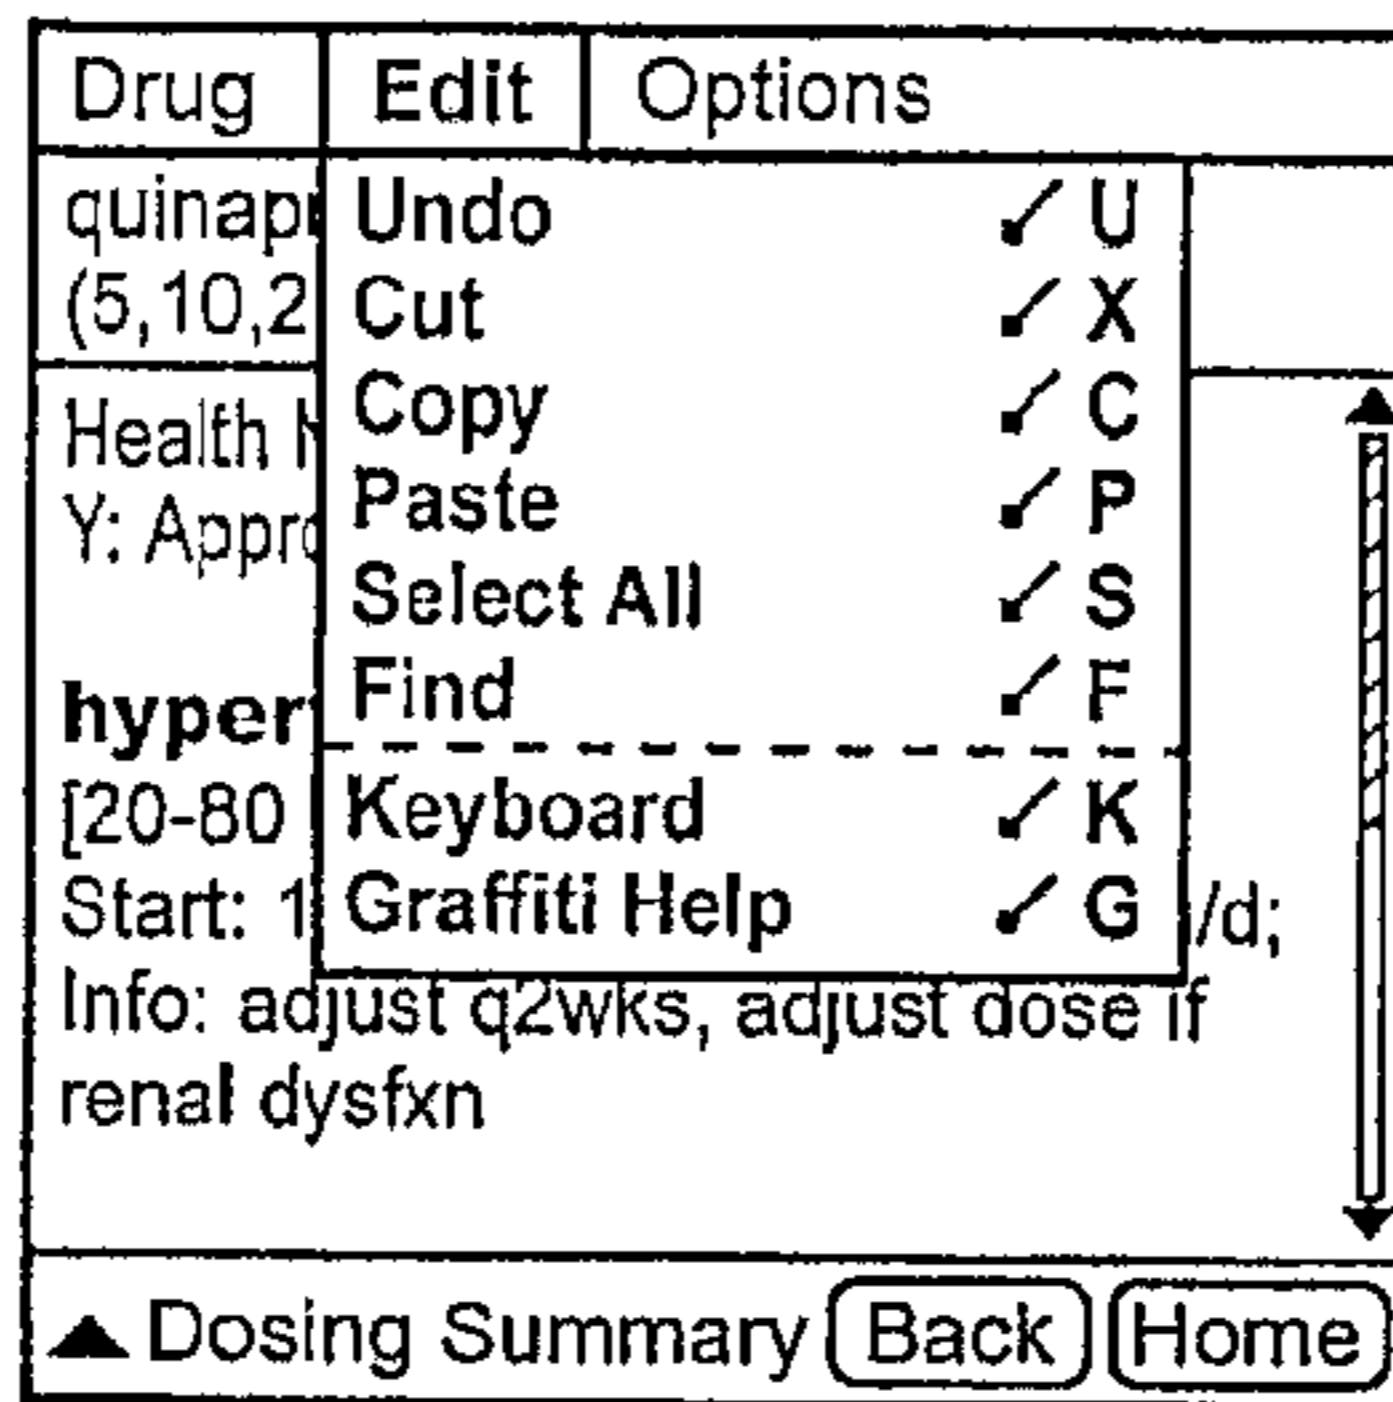 Drug Edit Options
quinap
(5,10,2
Health
Y: Appro
hyper
[20-80
Start: 1 /d;
Info: adjust q2wks, adjust dose if
renal dysfxn
Undo U
Cut X
Copy C
Paste P
Select All S
Find F
Keyboard K
Graffiti Help G
Dosing Summary Back Home